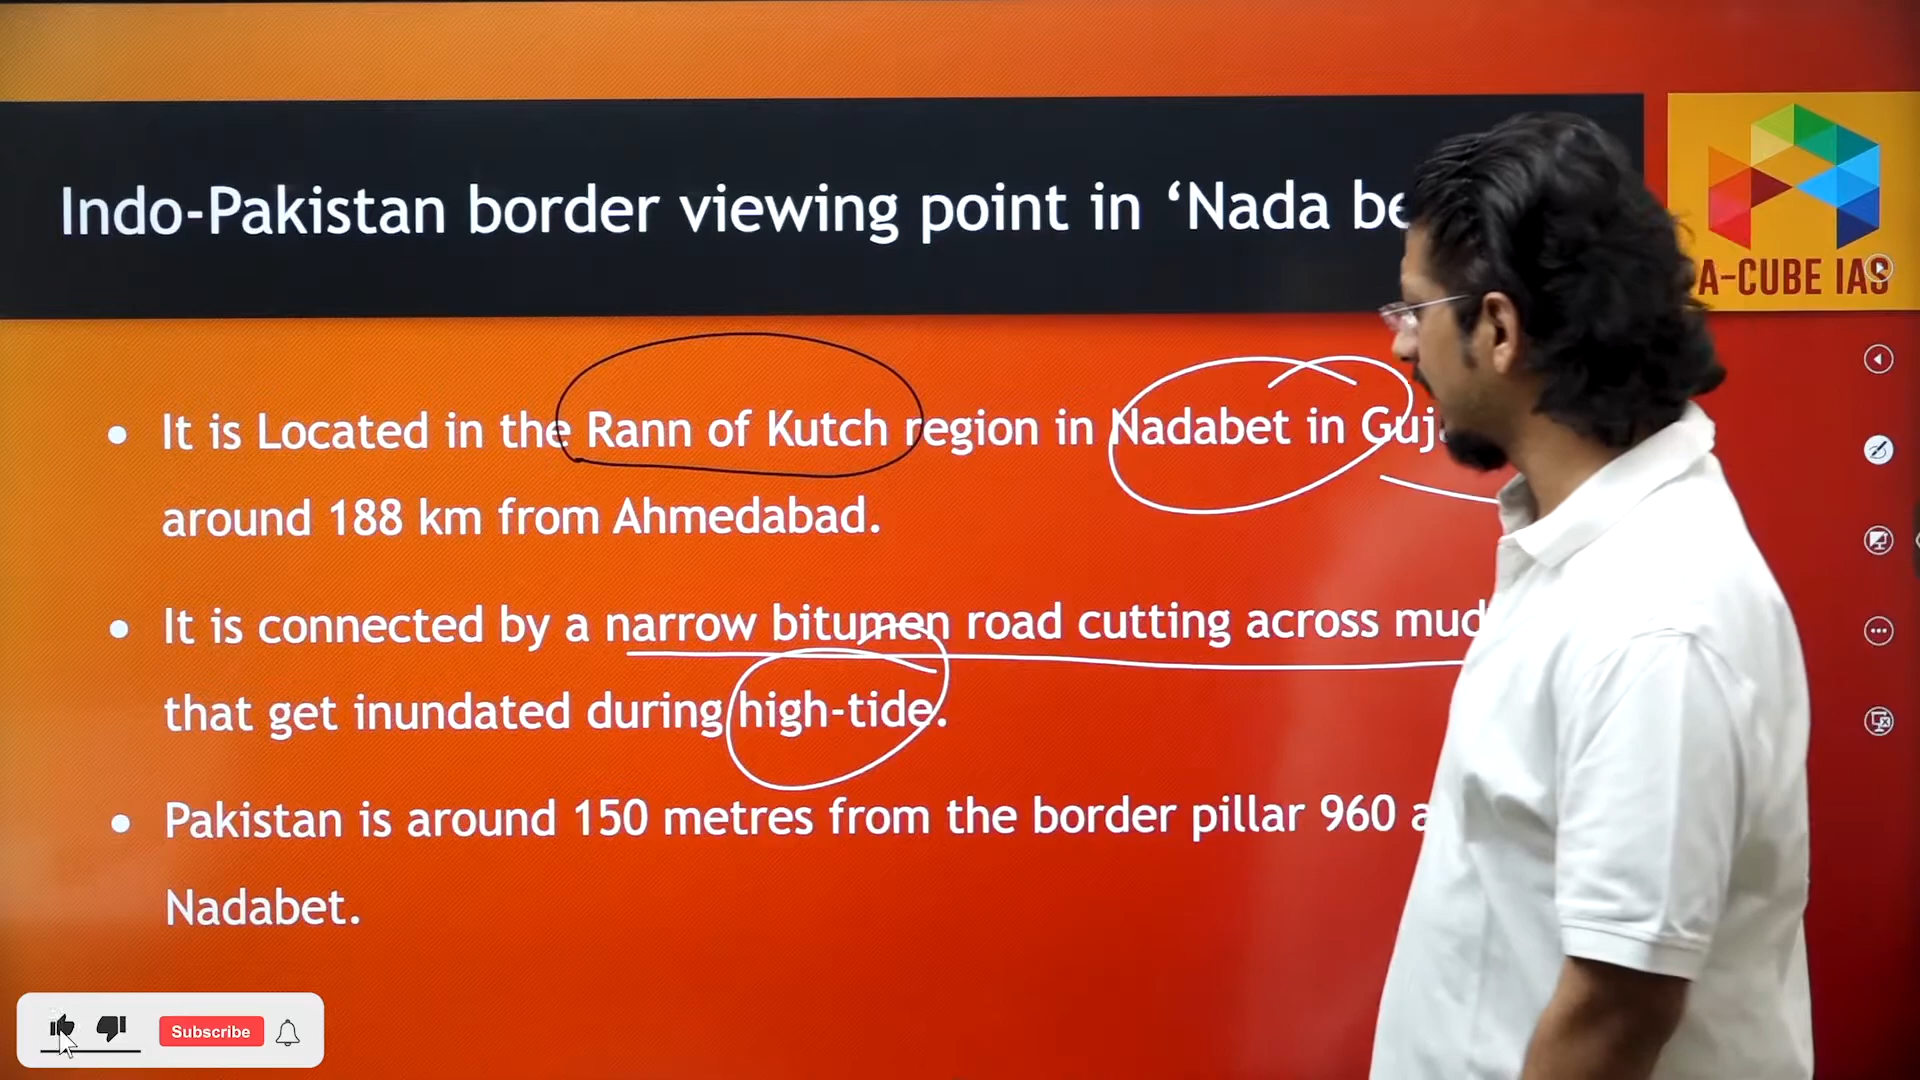 Indo-Pakistan border viewing point in ‘Nada be
A-CUBE IAS
• It is Located in the Rann of Kutch region in Nadabet in Guj
around 188 km from Ahmedabad.
• It is connected by a narrow bitumen road cutting across mud
that get inundated during high-tide.
• Pakistan is around 150 metres from the border pillar 960 a
Nadabet.
Subscribe